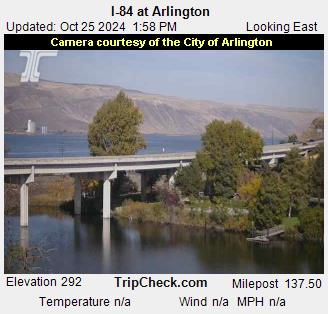 I-84 at Arlington
Updated: Oct 25 2024 1:58 PM Looking East
Camera courtesy of the City of Arlington
Elevation 292 TripCheck.com Milepost 137.50
Temperature n/a Wind n/a MPH n/a